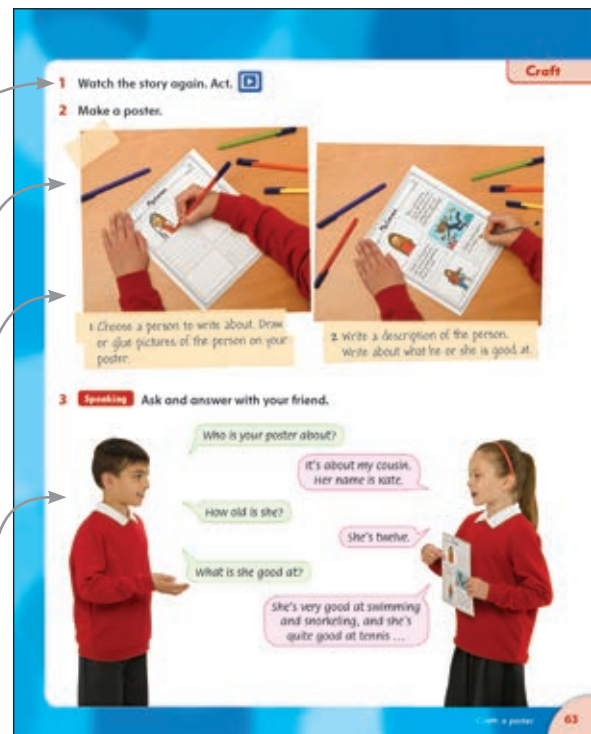 Craft
1 Watch the story again. Act.
2 Make a poster.
1 Choose a person to write about. Draw
or glue pictures of the person on your
poster.
2 Write a description of the person.
Write about what he or she is good at.
3 Speaking Ask and answer with your friend.
Who is your poster about?
It's about my cousin.
Her name is Kate.
How old is she?
She's twelve.
What is she good at?
She's very good at swimming
and snorkeling, and she's
quite good at tennis ...
a poster 63